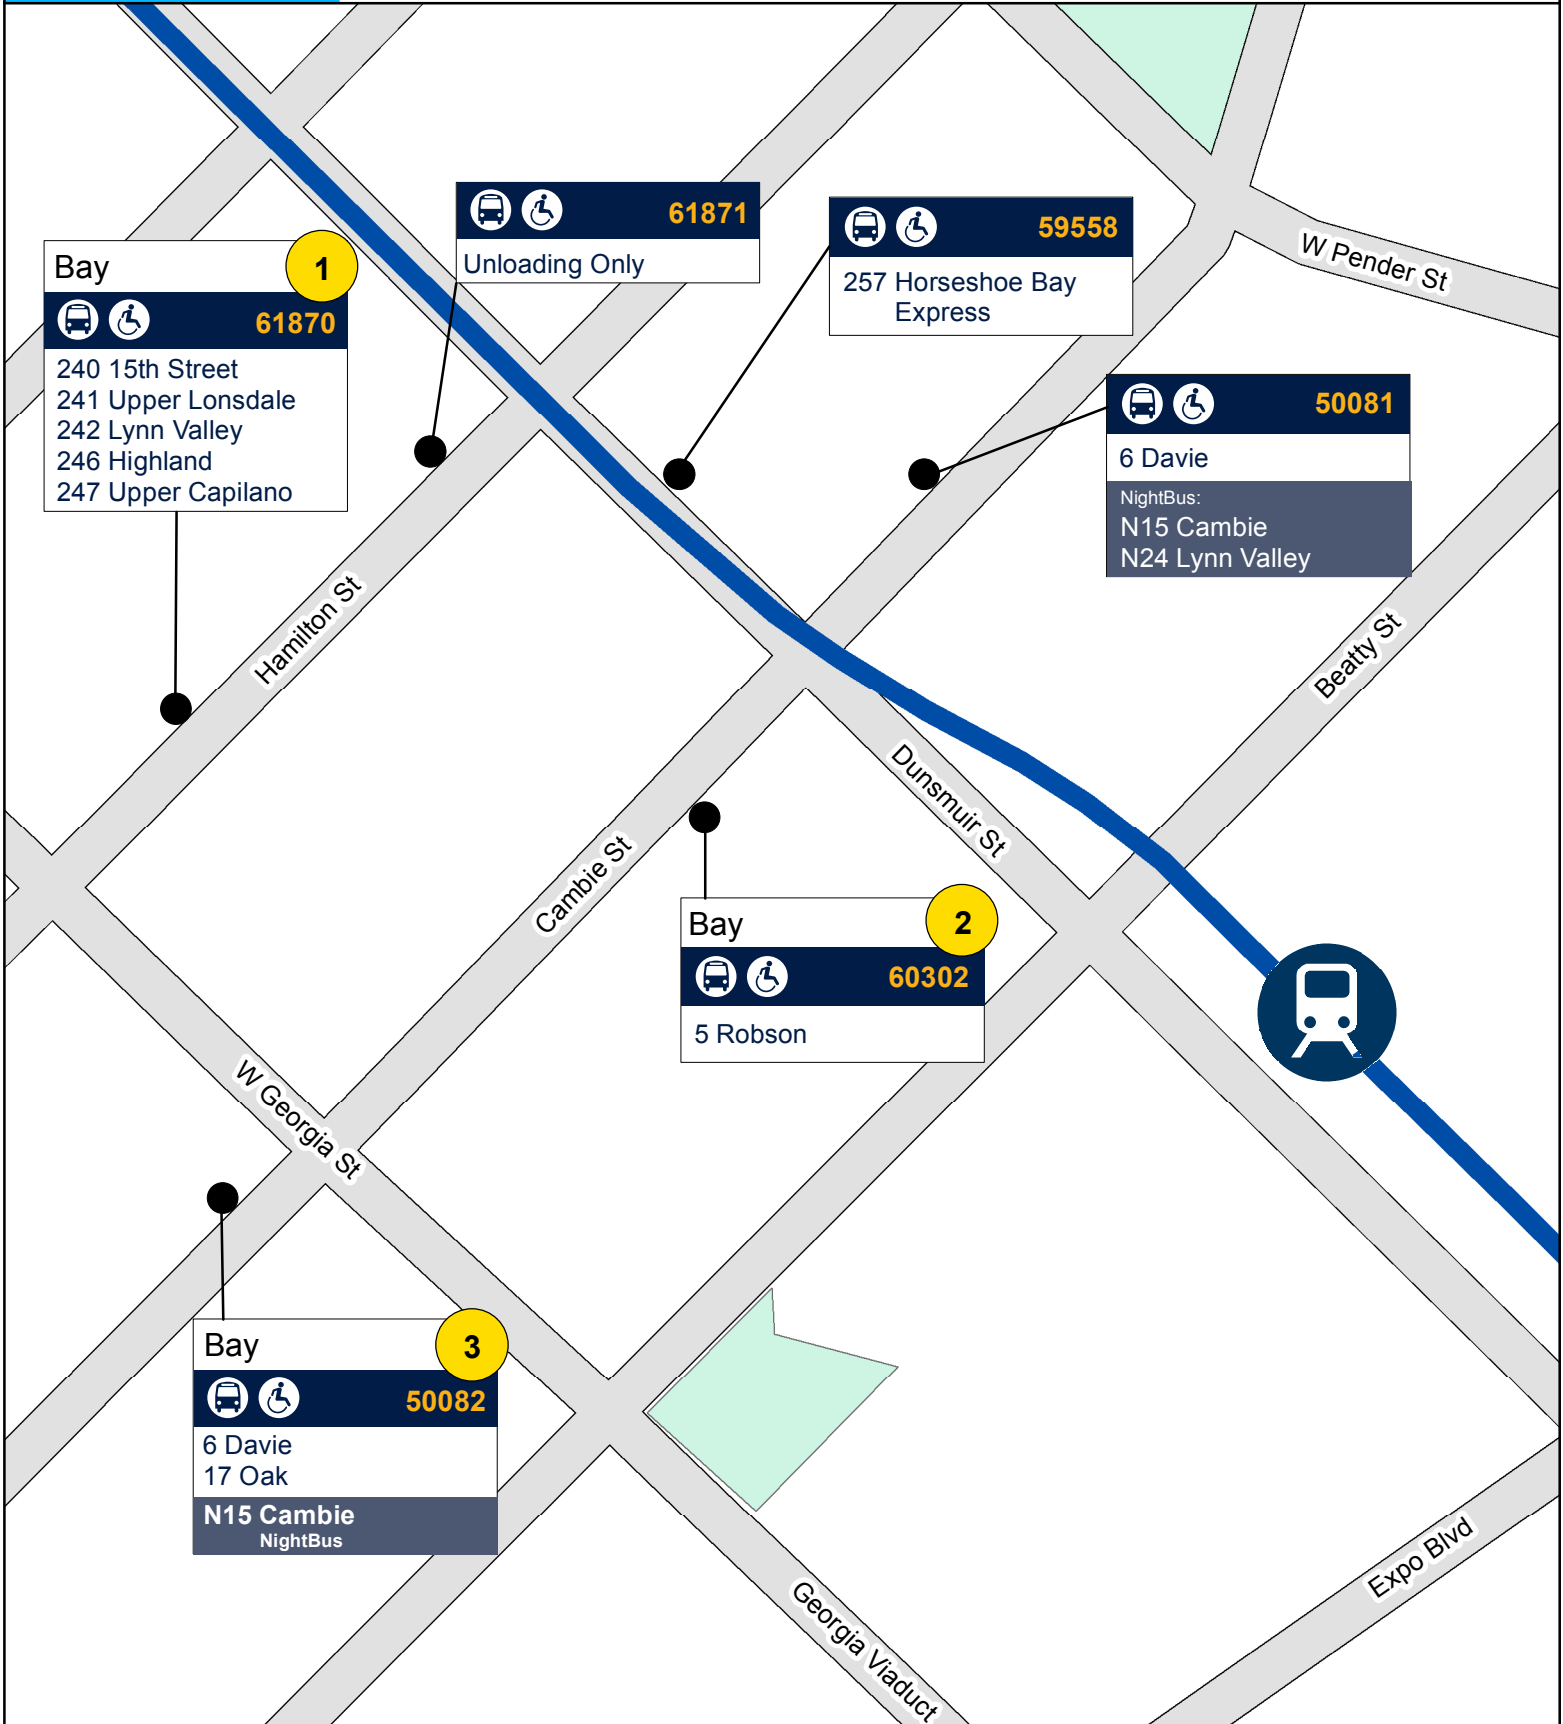 61871
Unloading Only
59558
257 Horseshoe Bay
Express
W Pender St
Bay
1
61870
240 15th Street
241 Upper Lonsdale
242 Lynn Valley
246 Highland
247 Upper Capilano
50081
6 Davie
NightBus:
N15 Cambie
N24 Lynn Valley
Hamilton St
Beatty St
Dunsmuir St
Cambie St
Bay
2
60302
5 Robson
W Georgia St
Bay
3
50082
6 Davie
17 Oak
N15 Cambie
NightBus
Expo Blvd
Georgia Viaduct